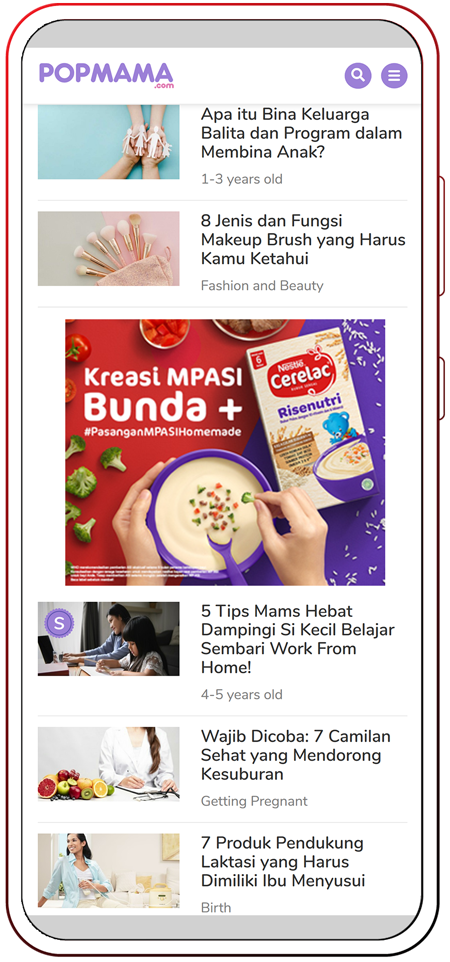 POPMAMA
.com
Apa itu Bina Keluarga
Balita dan Program dalam
Membina Anak?
1-3 years old
8 Jenis dan Fungsi
Makeup Brush yang Harus
Kamu Ketahui
Fashion and Beauty
Kreasi MPASI
Bunda +
#PasanganMPASIHomemade
6
Nestlé
Cerelac
Risenutri
S
5 Tips Mams Hebat
Dampingi Si Kecil Belajar
Sembari Work From
Home!
4-5 years old
Wajib Dicoba: 7 Camilan
Sehat yang Mendorong
Kesuburan
Getting Pregnant
7 Produk Pendukung
Laktasi yang Harus
Dimiliki Ibu Menyusui
Birth